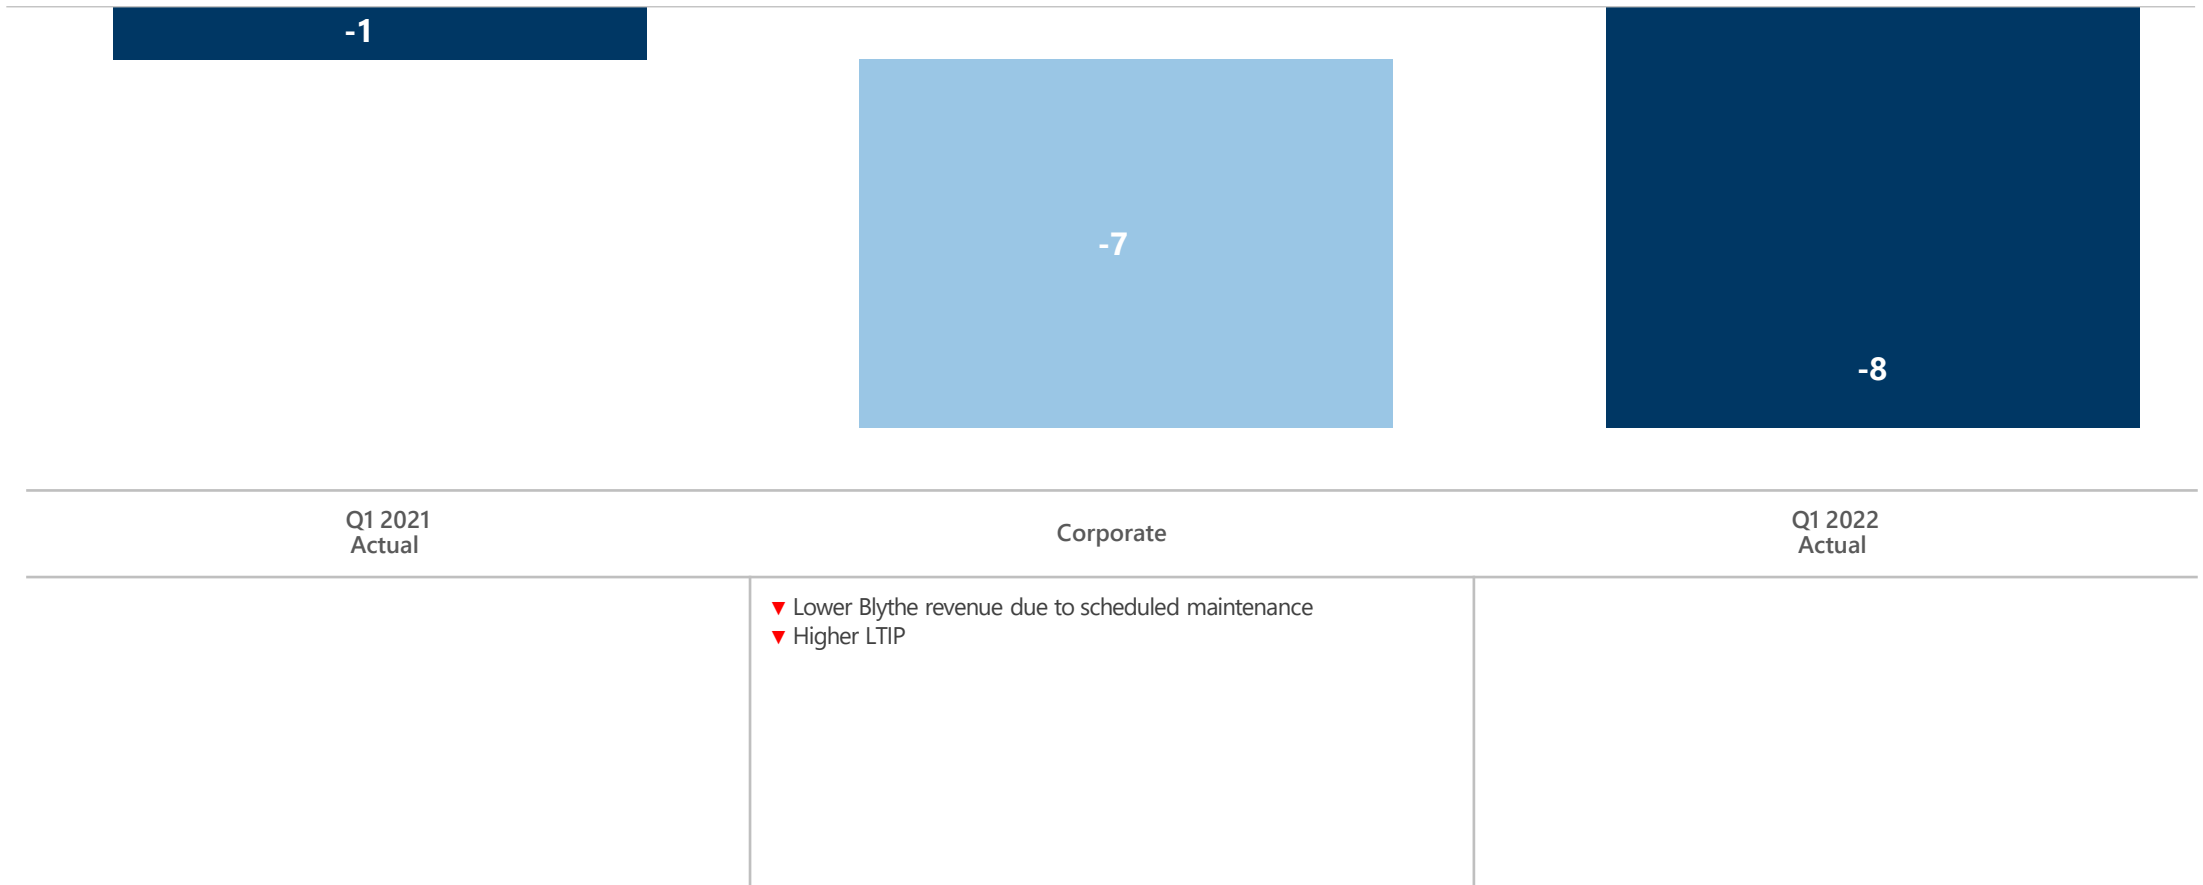 -1
-7
-8
Q1 2021
Actual
Corporate
Q1 2022
Actual
▼ Lower Blythe revenue due to scheduled maintenance
▼ Higher LTIP